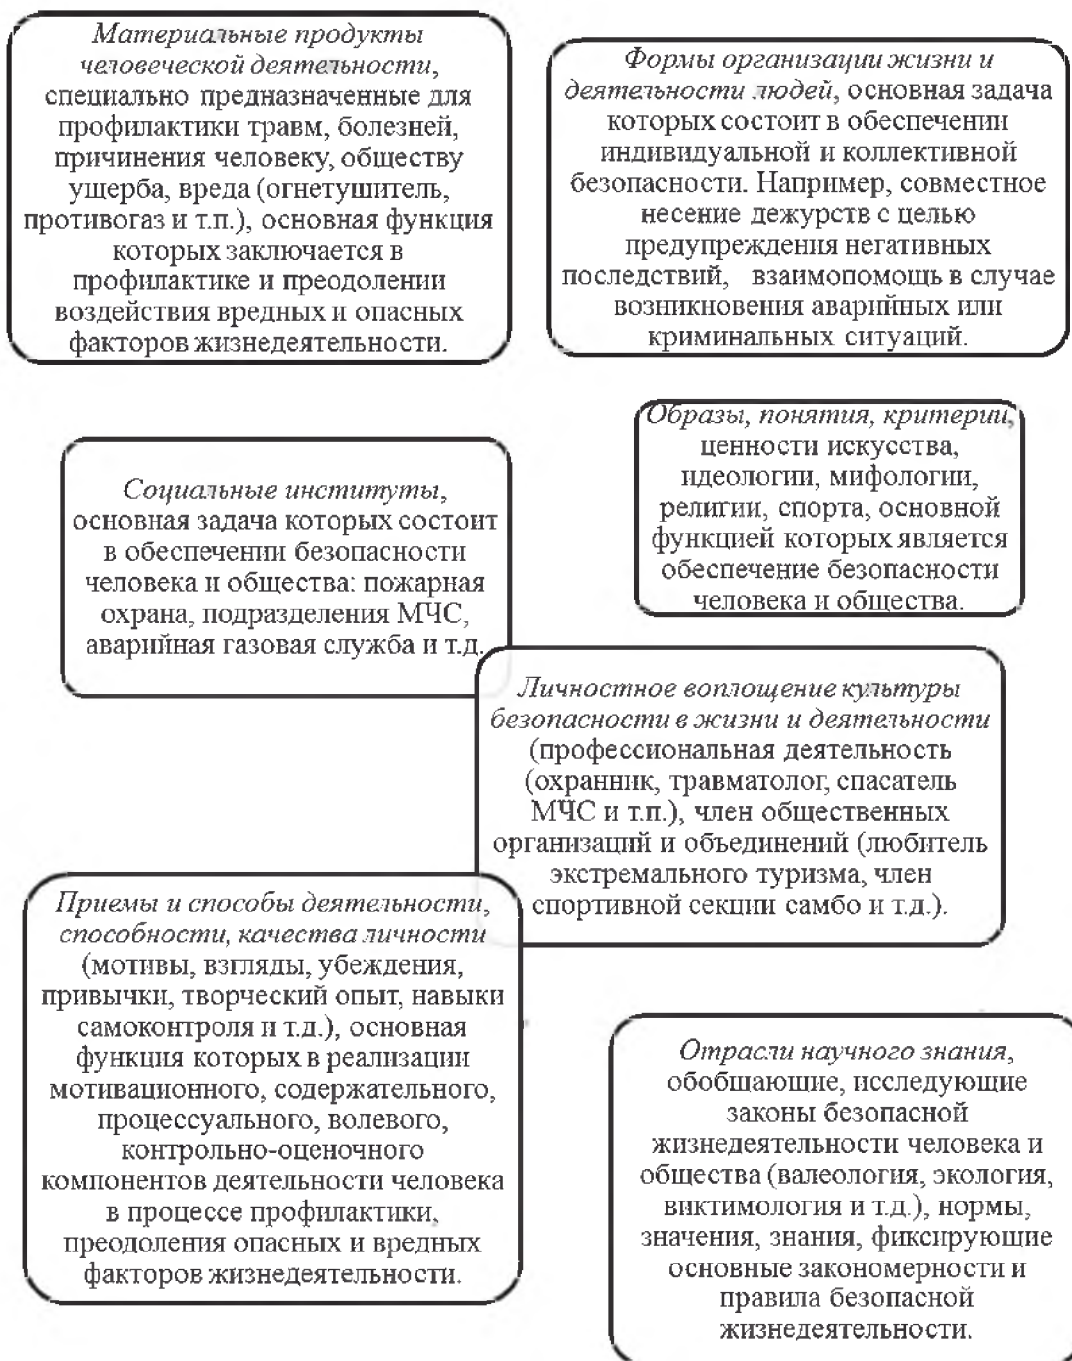 Материальные продукты
человеческой деятельности,
специально предназначенные для
профилактики травм, болезней,
причинения человеку, обществу
ущерба, вреда (огнетушитель,
противогаз и т.п.), основная функция
которых заключается в
профилактике и преодолении
воздействия вредных и опасных
факторов жизнедеятельности.
Формы организации жизни и
деятельности людей, основная задача
которых состоит в обеспечении
индивидуальной и коллективной
безопасности. Например, совместное
несение дежурств с целью
предупреждения негативных
последствий, взаимопомощь в случае
возникновения аварийных или
криминальных ситуаций.
Социальные институты,
основная задача которых состоит
в обеспечении безопасности
человека и общества: пожарная
охрана, подразделения МЧС,
аварийная газовая служба и т.д.
Образы, понятия, критерии,
ценности искусства,
идеологии, мифологии,
религии, спорта, основной
функцией которых является
обеспечение безопасности
человека и общества.
Личностное воплощение культуры
безопасности в жизни и деятельности
(профессиональная деятельность
(охранник, травматолог, спасатель
МЧС и т.п.), член общественных
организаций и объединений (любитель
экстремального туризма, член
спортивной секции самбо и т.д.).
Приемы и способы деятельности,
способности, качества личности
(мотивы, взгляды, убеждения,
привычки, творческий опыт, навыки
самоконтроля и т.д.), основная
функция которых в реализации
мотивационного, содержательного,
процессуального, волевого,
контрольно-оценочного
компонентов деятельности человека
в процессе профилактики,
преодоления опасных и вредных
факторов жизнедеятельности.
Отрасли научного знания,
обобщающие, исследующие
законы безопасной
жизнедеятельности человека и
общества (валеология, экология,
виктимология и т.д.), нормы,
значения, знания, фиксирующие
основные закономерности и
правила безопасной
жизнедеятельности.